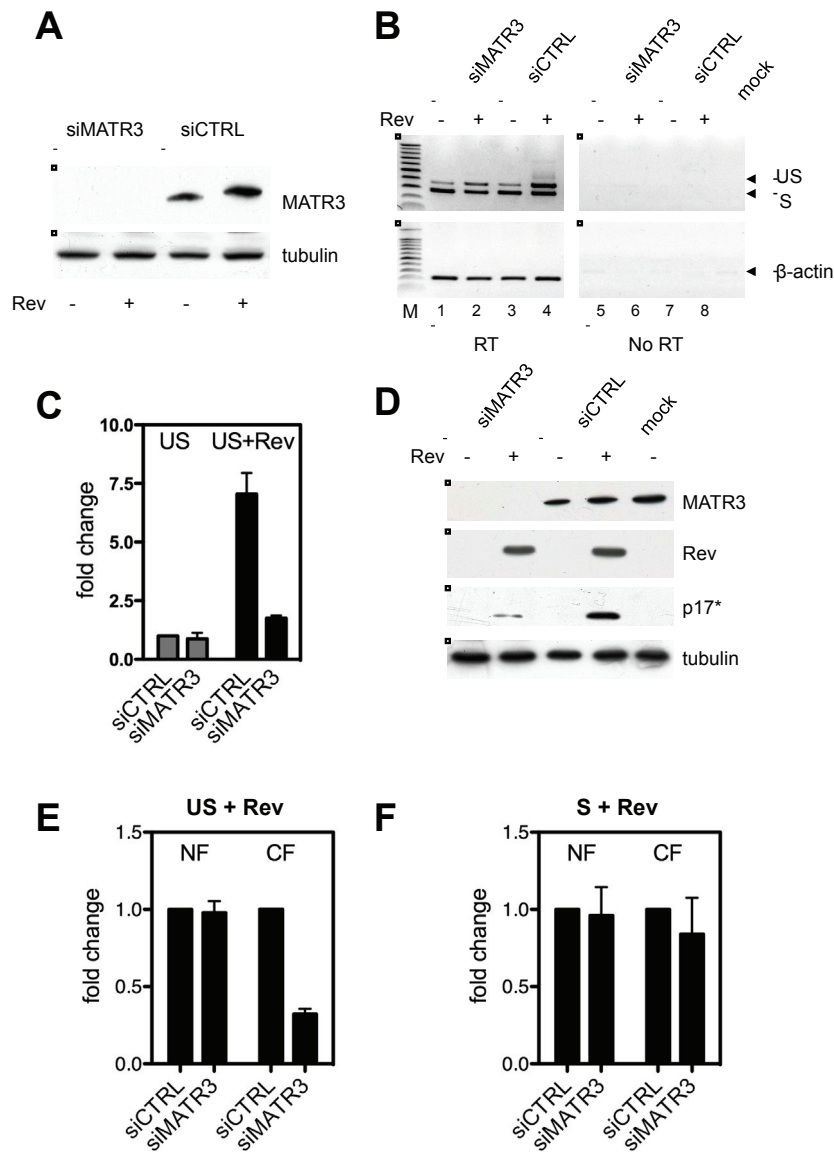 A
siMATR3 siCTRL
- -
MATR3
tubulin
Rev - + - +
B
siMATR3 siCTRL siMATR3 siCTRL mock
- - - -
Rev - + - + - + - +
-US
-S
β-actin
M 1 2 3 4 5 6 7 8
- -
RT No RT
C
10.0
7.5
5.0
2.5
0.0
fold change
US US+Rev
siCTRL
siMATR3
siCTRL
siMATR3
D
siMATR3 siCTRL mock
- -
Rev - + - + -
MATR3
Rev
p17*
tubulin
E
US + Rev
1.5
1.0
0.5
0.0
fold change
NF CF
siCTRL
siMATR3
siCTRL
siMATR3
F
S + Rev
1.5
1.0
0.5
0.0
fold change
NF CF
siCTRL
siMATR3
siCTRL
siMATR3